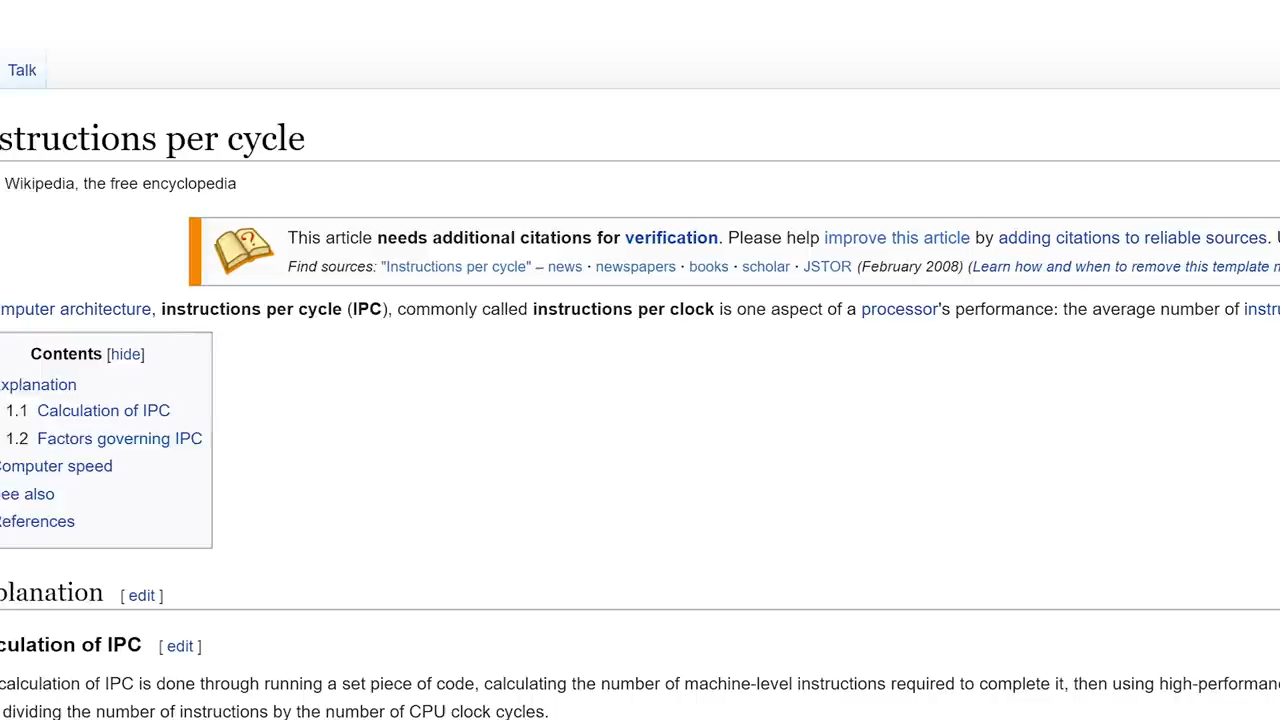 Talk
structions per cycle
Wikipedia, the free encyclopedia
This article needs additional citations for verification. Please help improve this article by adding citations to reliable sources.
Find sources: "Instructions per cycle" – news · newspapers · books · scholar · JSTOR (February 2008) (Learn how and when to remove this template
mputer architecture, instructions per cycle (IPC), commonly called instructions per clock is one aspect of a processor's performance: the average number of instru
Contents [hide]
xplanation
1.1 Calculation of IPC
1.2 Factors governing IPC
Computer speed
ee also
References
planation [ edit ]
culation of IPC [ edit ]
calculation of IPC is done through running a set piece of code, calculating the number of machine-level instructions required to complete it, then using high-performanc
dividing the number of instructions by the number of CPU clock cycles.